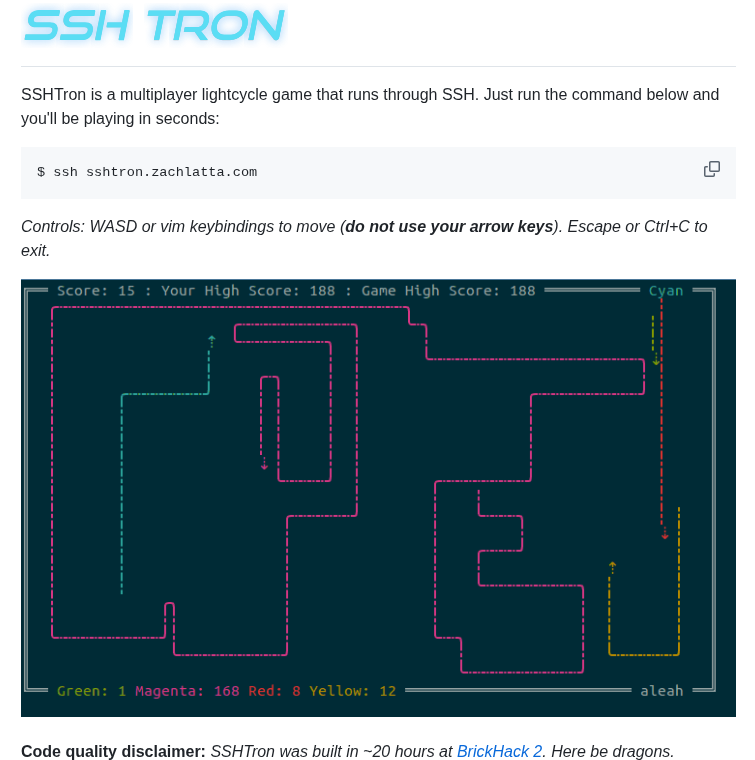 SSH TRON
SSHTron is a multiplayer lightcycle game that runs through SSH. Just run the command below and
you'll be playing in seconds:
$ ssh sshtron.zachlatta.com
Controls: WASD or vim keybindings to move (do not use your arrow keys). Escape or Ctrl+C to
exit.
Score: 15 : Your High Score: 188 : Game High Score: 188 Cyan
Green: 1 Magenta: 168 Red: 8 Yellow: 12 aleah
Code quality disclaimer: SSHTron was built in ~20 hours at BrickHack 2. Here be dragons.